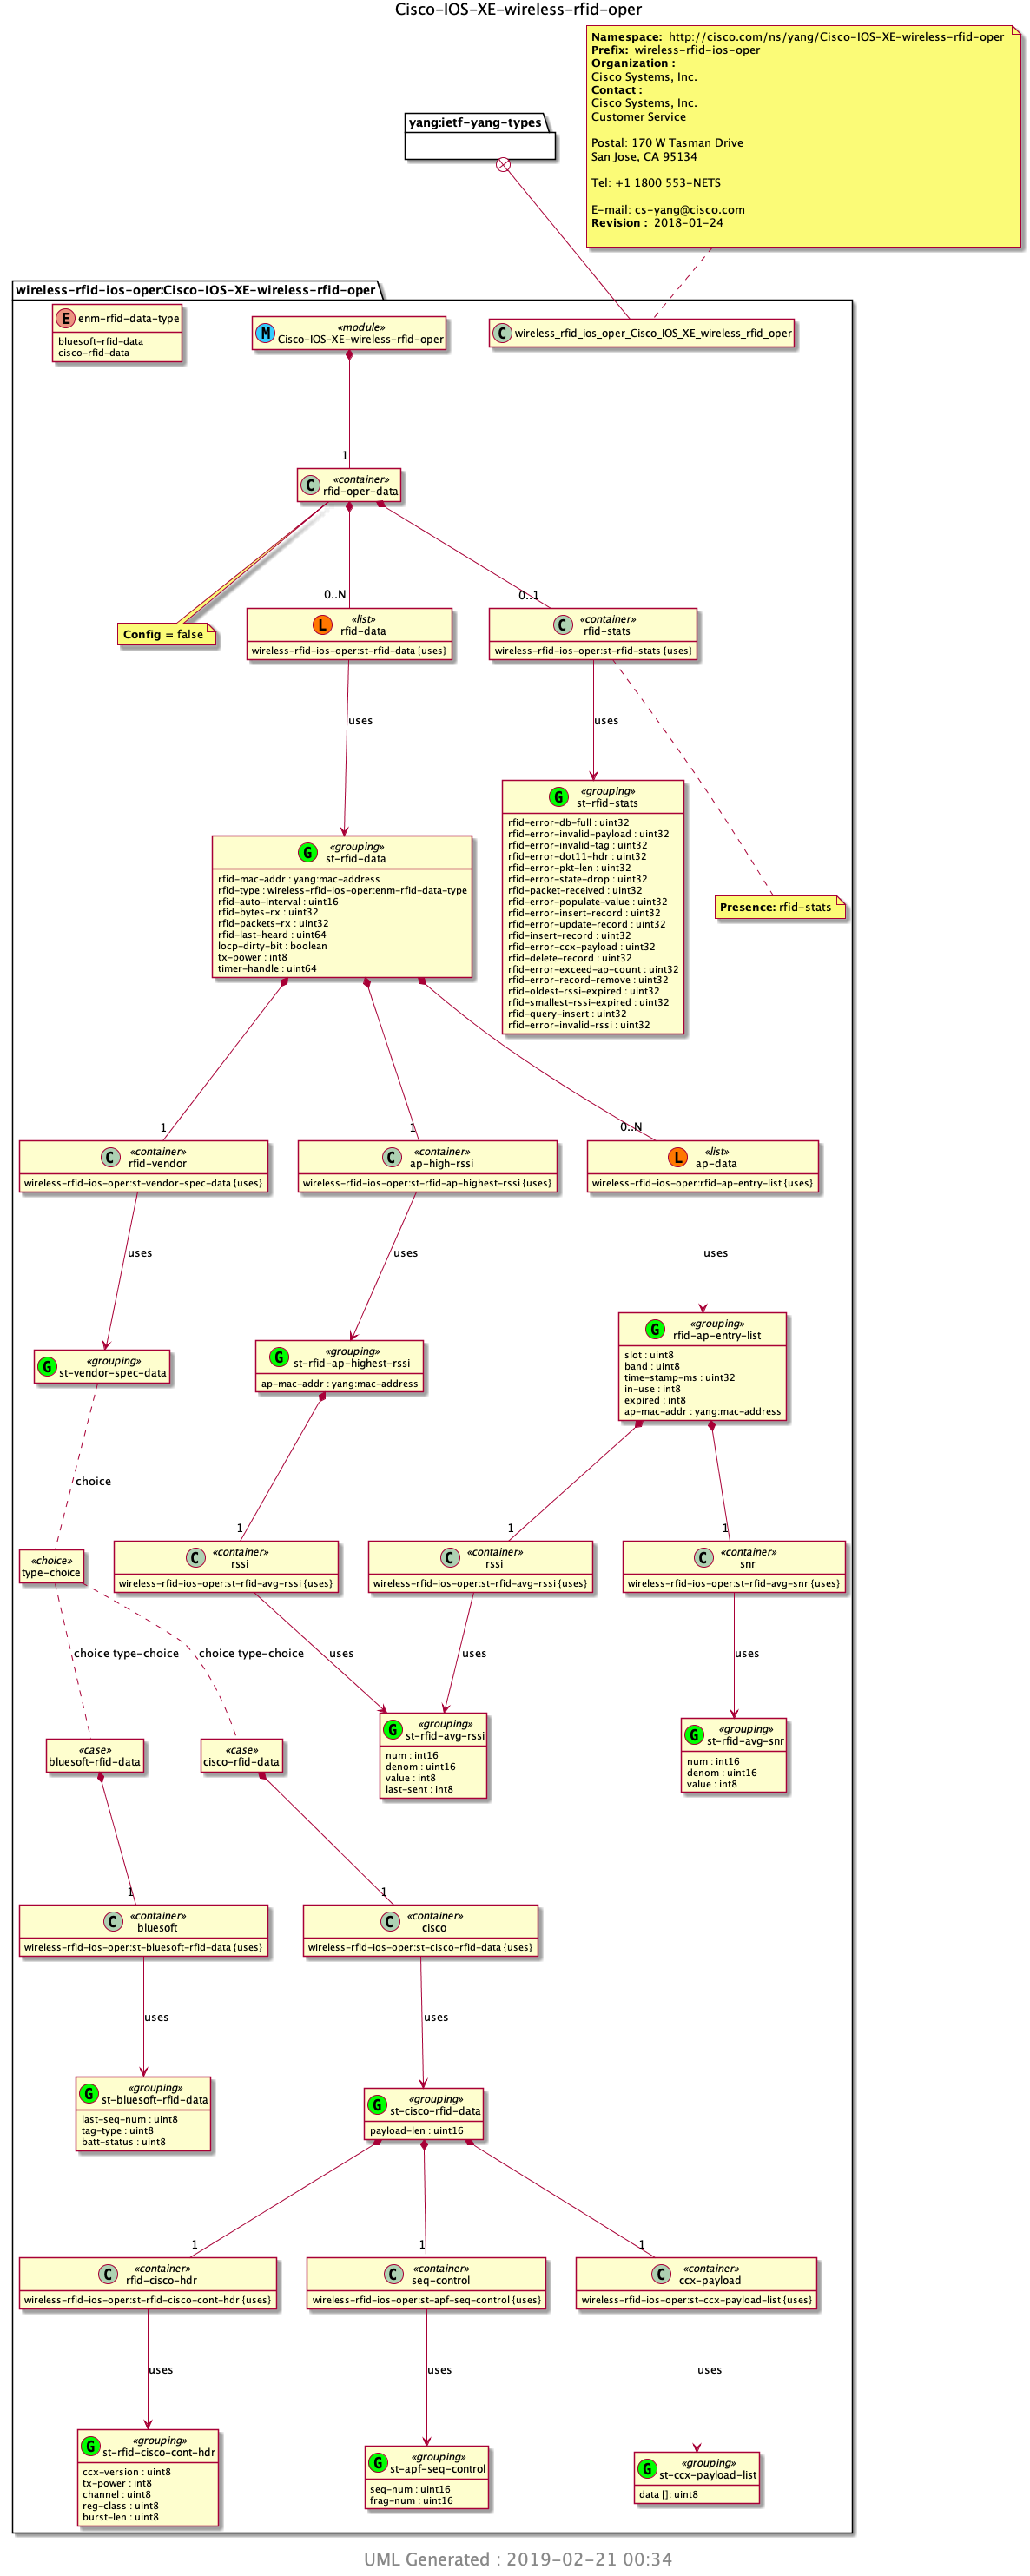 Cisco-IOS-XE-wireless-rfid-oper
Namespace: http://cisco.com/ns/yang/Cisco-IOS-XE-wireless-rfid-oper
Prefix: wireless-rfid-ios-oper
Organization :
Cisco Systems, Inc.
Contact :
Cisco Systems, Inc.
Customer Service
Postal: 170 W Tasman Drive
San Jose, CA 95134
Tel: +1 1800 553-NETS
E-mail: cs-yang@cisco.com
Revision : 2018-01-24
yang:ietf-yang-types
wireless-rfid-ios-oper:Cisco-IOS-XE-wireless-rfid-oper
E enm-rfid-data-type
bluesoft-rfid-data
cisco-rfid-data
M «module»
Cisco-IOS-XE-wireless-rfid-oper
C wireless_rfid_ios_oper_Cisco_IOS_XE_wireless_rfid_oper
1
C «container»
rfid-oper-data
0..N
0..1
Config = false
L «list»
rfid-data
wireless-rfid-ios-oper:st-rfid-data {uses}
C «container»
rfid-stats
wireless-rfid-ios-oper:st-rfid-stats {uses}
uses
uses
G «grouping»
st-rfid-stats
rfid-error-db-full : uint32
rfid-error-invalid-payload : uint32
rfid-error-invalid-tag : uint32
rfid-error-dot11-hdr : uint32
rfid-error-pkt-len : uint32
rfid-error-state-drop : uint32
rfid-packet-received : uint32
rfid-error-populate-value : uint32
rfid-error-insert-record : uint32
rfid-error-update-record : uint32
rfid-insert-record : uint32
rfid-error-ccx-payload : uint32
rfid-delete-record : uint32
rfid-error-exceed-ap-count : uint32
rfid-error-record-remove : uint32
rfid-oldest-rssi-expired : uint32
rfid-smallest-rssi-expired : uint32
rfid-query-insert : uint32
rfid-error-invalid-rssi : uint32
Presence: rfid-stats
G «grouping»
st-rfid-data
rfid-mac-addr : yang:mac-address
rfid-type : wireless-rfid-ios-oper:enm-rfid-data-type
rfid-auto-interval : uint16
rfid-bytes-rx : uint32
rfid-packets-rx : uint32
rfid-last-heard : uint64
locp-dirty-bit : boolean
tx-power : int8
timer-handle : uint64
1
1
0..N
C «container»
rfid-vendor
wireless-rfid-ios-oper:st-vendor-spec-data {uses}
C «container»
ap-high-rssi
wireless-rfid-ios-oper:st-rfid-ap-highest-rssi {uses}
L «list»
ap-data
wireless-rfid-ios-oper:rfid-ap-entry-list {uses}
uses
uses
uses
G «grouping»
st-vendor-spec-data
G «grouping»
st-rfid-ap-highest-rssi
ap-mac-addr : yang:mac-address
G «grouping»
rfid-ap-entry-list
slot : uint8
band : uint8
time-stamp-ms : uint32
in-use : int8
expired : int8
ap-mac-addr : yang:mac-address
choice
1
1
1
«choice»
type-choice
C «container»
rssi
wireless-rfid-ios-oper:st-rfid-avg-rssi {uses}
C «container»
rssi
wireless-rfid-ios-oper:st-rfid-avg-rssi {uses}
C «container»
snr
wireless-rfid-ios-oper:st-rfid-avg-snr {uses}
choice type-choice
choice type-choice
uses
uses
uses
«case»
bluesoft-rfid-data
«case»
cisco-rfid-data
G «grouping»
st-rfid-avg-rssi
num : int16
denom : uint16
value : int8
last-sent : int8
G «grouping»
st-rfid-avg-snr
num : int16
denom : uint16
value : int8
1
1
C «container»
bluesoft
wireless-rfid-ios-oper:st-bluesoft-rfid-data {uses}
C «container»
cisco
wireless-rfid-ios-oper:st-cisco-rfid-data {uses}
uses
uses
G «grouping»
st-bluesoft-rfid-data
last-seq-num : uint8
tag-type : uint8
batt-status : uint8
G «grouping»
st-cisco-rfid-data
payload-len : uint16
1
1
1
C «container»
rfid-cisco-hdr
wireless-rfid-ios-oper:st-rfid-cisco-cont-hdr {uses}
C «container»
seq-control
wireless-rfid-ios-oper:st-apf-seq-control {uses}
C «container»
ccx-payload
wireless-rfid-ios-oper:st-ccx-payload-list {uses}
uses
uses
uses
G «grouping»
st-rfid-cisco-cont-hdr
ccx-version : uint8
tx-power : int8
channel : uint8
reg-class : uint8
burst-len : uint8
G «grouping»
st-apf-seq-control
seq-num : uint16
frag-num : uint16
G «grouping»
st-ccx-payload-list
data []: uint8
UML Generated : 2019-02-21 00:34